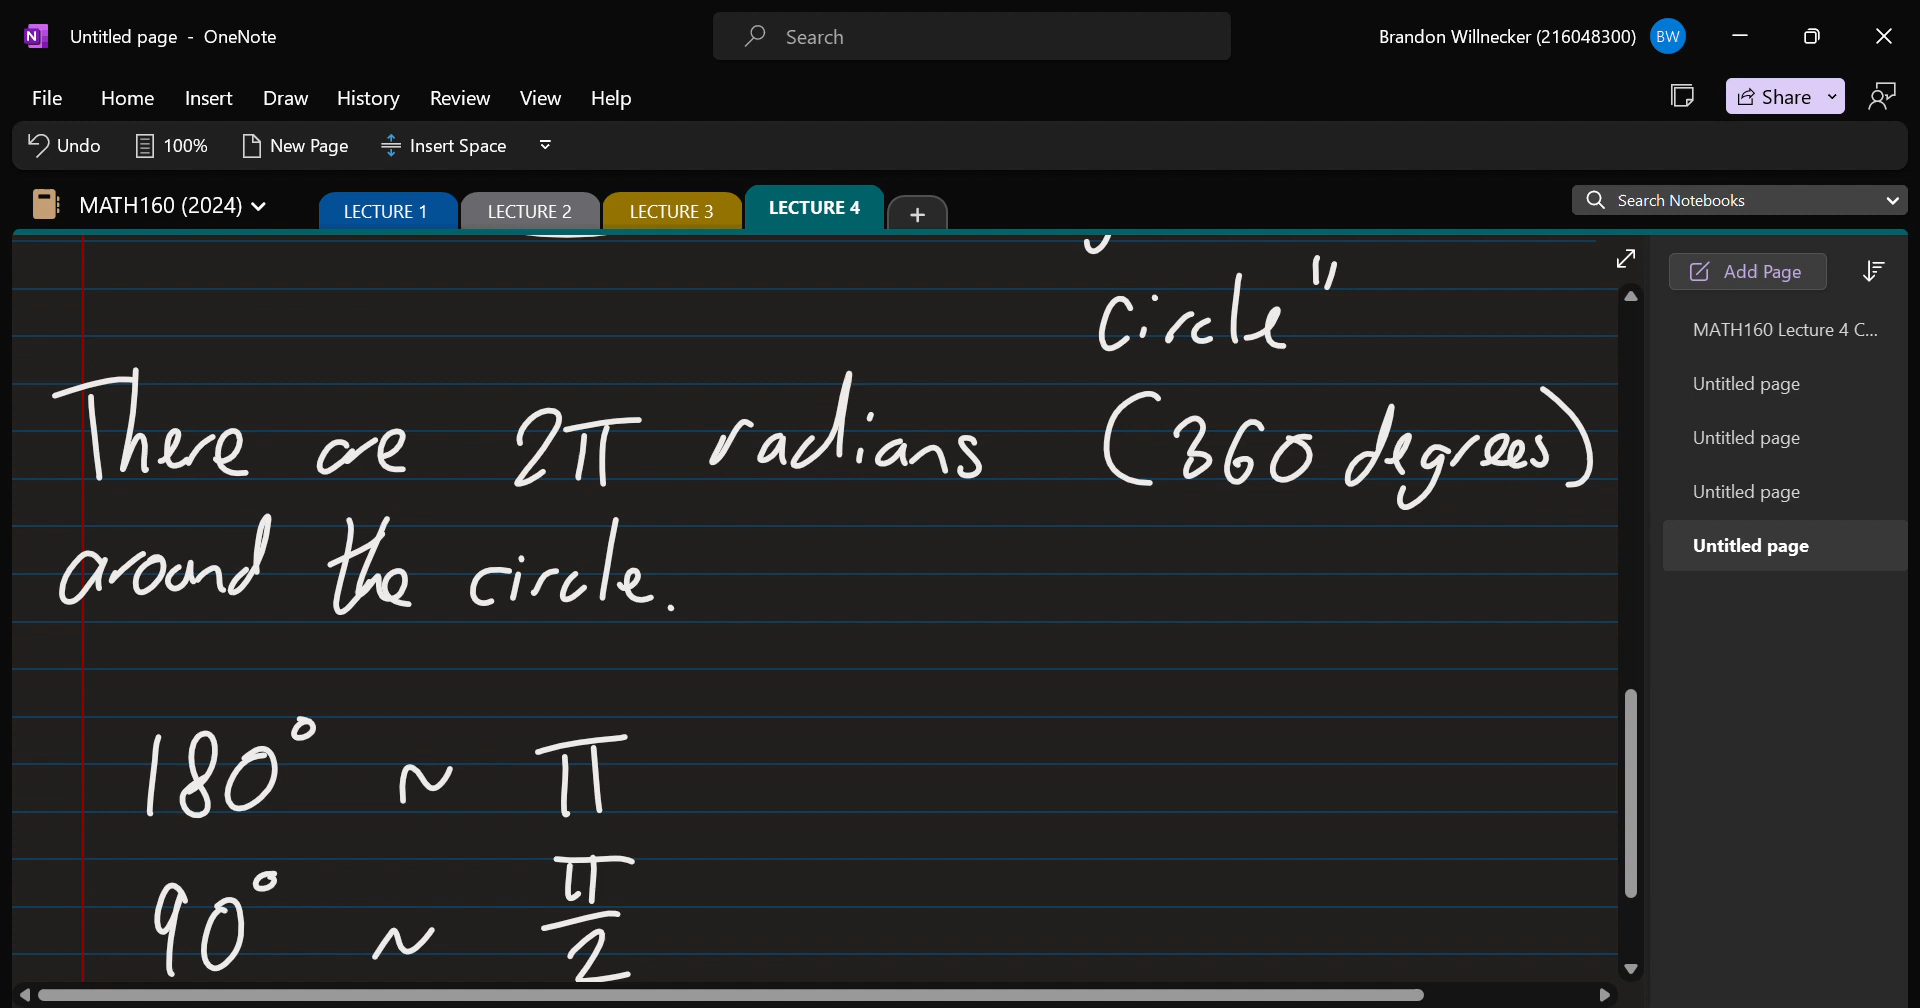 Untitled page - OneNote
Search
Brandon Willnecker (216048300) BW
File Home Insert Draw History Review View Help
Share
Undo 100% New Page Insert Space
MATH160 (2024) LECTURE 1 LECTURE 2 LECTURE 3 LECTURE 4 +
Search Notebooks
Add Page
MATH160 Lecture 4 C...
Untitled page
Untitled page
Untitled page
Untitled page
circle"
There are 2π radians (360 degrees)
around the circle.
180° ~ π
90° ~ π/2